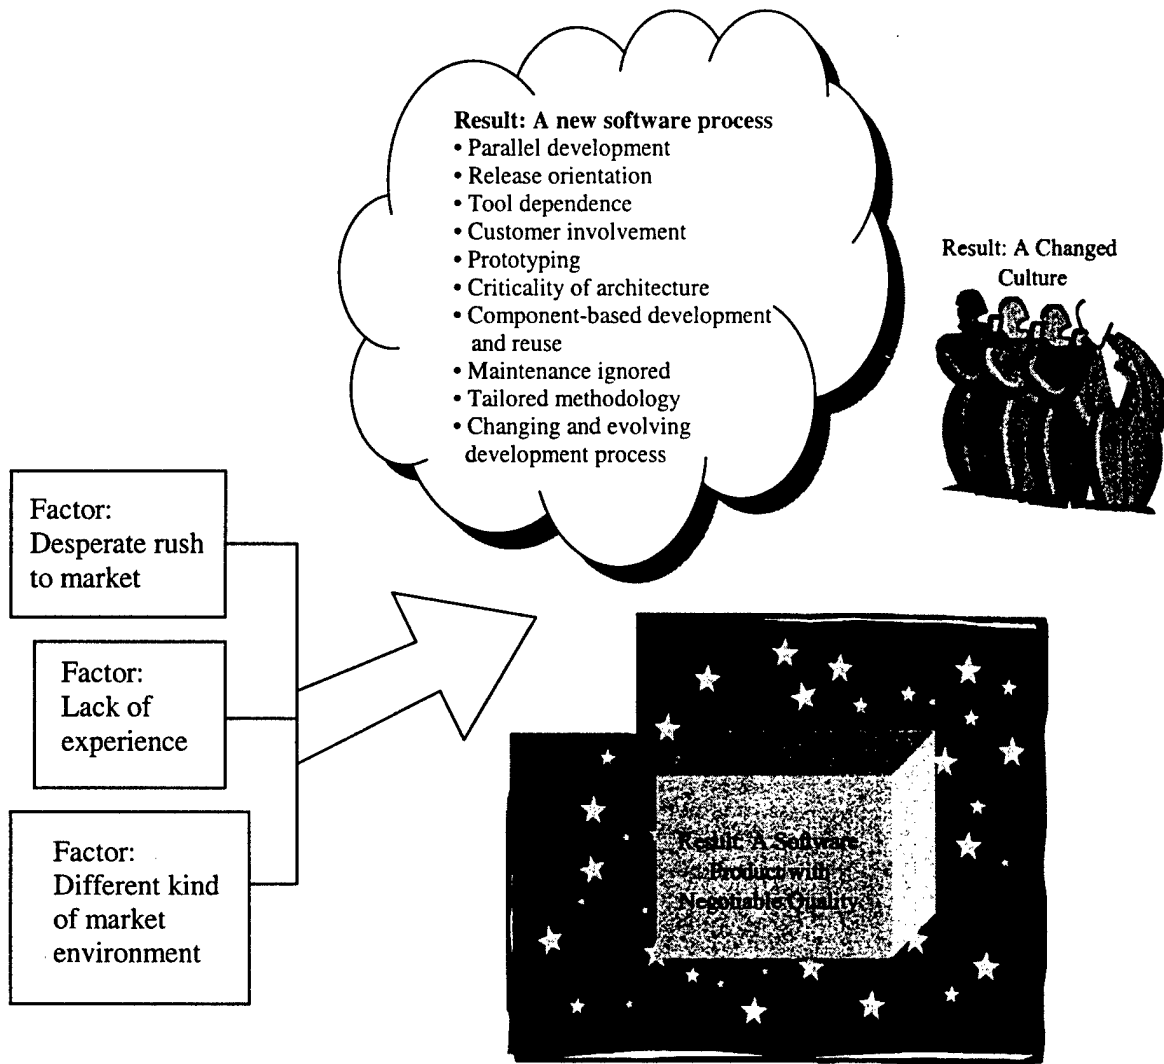 Result: A new software process
• Parallel development
• Release orientation
• Tool dependence
• Customer involvement
• Prototyping
• Criticality of architecture
• Component-based development
and reuse
• Maintenance ignored
• Tailored methodology
• Changing and evolving
development process
Result: A Changed
Culture
Factor:
Desperate rush
to market
Factor:
Lack of
experience
Factor:
Different kind
of market
environment
Result: A Software
Product with
Negotiable Quality